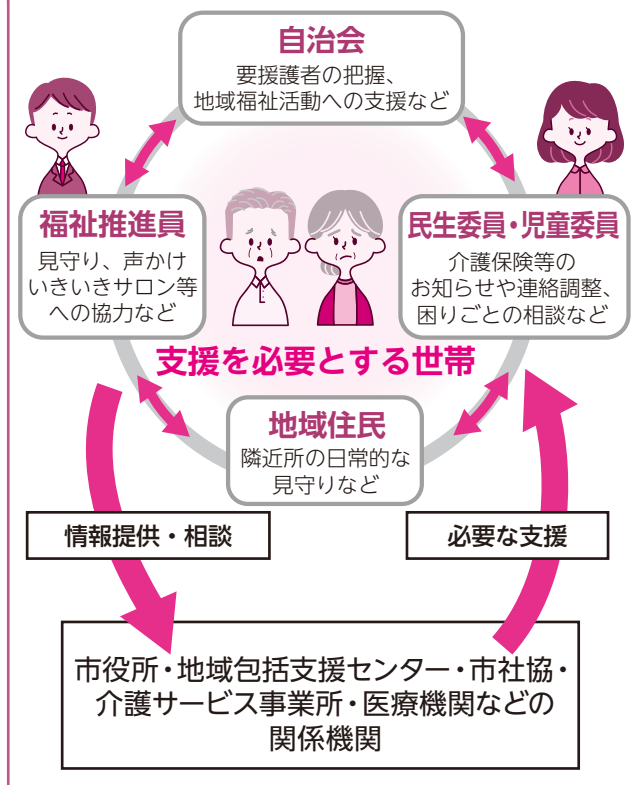 自治会
要援護者の把握、
地域福祉活動への支援など
福祉推進員
見守り、声かけ
いきいきサロン等
への協力など
民生委員・児童委員
介護保険等の
お知らせや連絡調整、
困りごとの相談など
支援を必要とする世帯
地域住民
隣近所の日常的な
見守りなど
情報提供・相談
必要な支援
市役所・地域包括支援センター・市社協・
介護サービス事業所・医療機関などの
関係機関